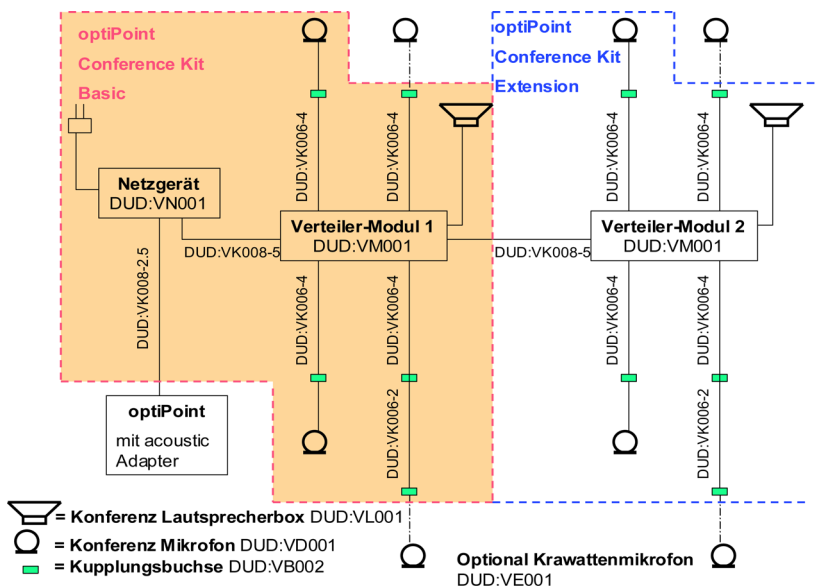 optiPoint
Conference Kit
Basic
optiPoint
Conference Kit
Extension
DUD:VK006-4
DUD:VK006-4
DUD:VK006-4
DUD:VK006-4
Netzgerät
DUD:VN001
Verteiler-Modul 1
DUD:VM001
Verteiler-Modul 2
DUD:VM001
DUD:VK008-5
DUD:VK008-5
DUD:VK008-2.5
DUD:VK006-4
DUD:VK006-4
DUD:VK006-4
DUD:VK006-4
DUD:VK006-2
DUD:VK006-2
optiPoint
mit acoustic
Adapter
= Konferenz Lautsprecherbox DUD:VL001
= Konferenz Mikrofon DUD:VD001
= Kupplungsbuchse DUD:VB002
Optional Krawattenmikrofon
DUD:VE001